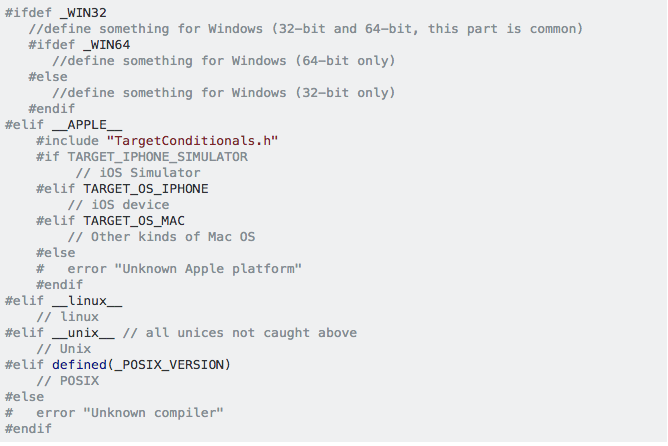 #ifdef _WIN32
   //define something for Windows (32-bit and 64-bit, this part is common)
   #ifdef _WIN64
      //define something for Windows (64-bit only)
   #else
      //define something for Windows (32-bit only)
   #endif
#elif __APPLE__
    #include "TargetConditionals.h"
    #if TARGET_IPHONE_SIMULATOR
         // iOS Simulator
    #elif TARGET_OS_IPHONE
        // iOS device
    #elif TARGET_OS_MAC
        // Other kinds of Mac OS
    #else
    #   error "Unknown Apple platform"
    #endif
#elif __linux__
    // linux
#elif __unix__ // all unices not caught above
    // Unix
#elif defined(_POSIX_VERSION)
    // POSIX
#else
#   error "Unknown compiler"
#endif